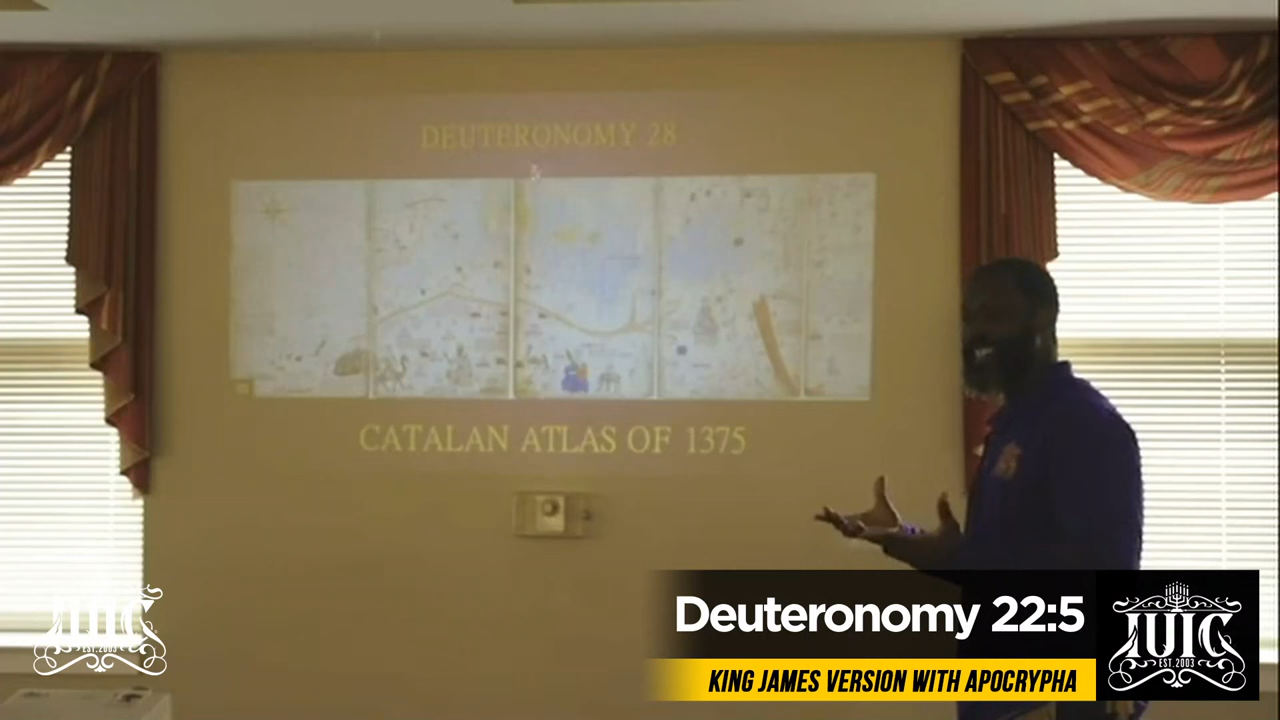 DEUTERONOMY 28
CATALAN ATLAS OF 1375
Deuteronomy 22:5
KING JAMES VERSION WITH APOCRYPHA
IUIC
EST. 2003
IUIC
EST. 2003